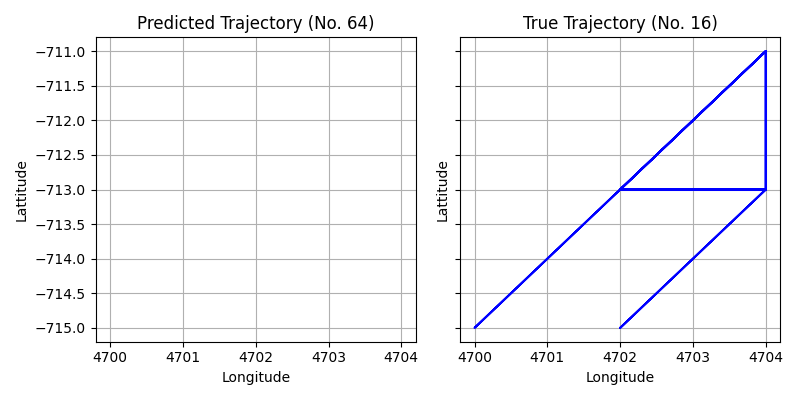 Predicted Trajectory (No. 64)
Lattitude
−711.0
−711.5
−712.0
−712.5
−713.0
−713.5
−714.0
−714.5
−715.0
4700 4701 4702 4703 4704
Longitude
True Trajectory (No. 16)
Lattitude
4700 4701 4702 4703 4704
Longitude